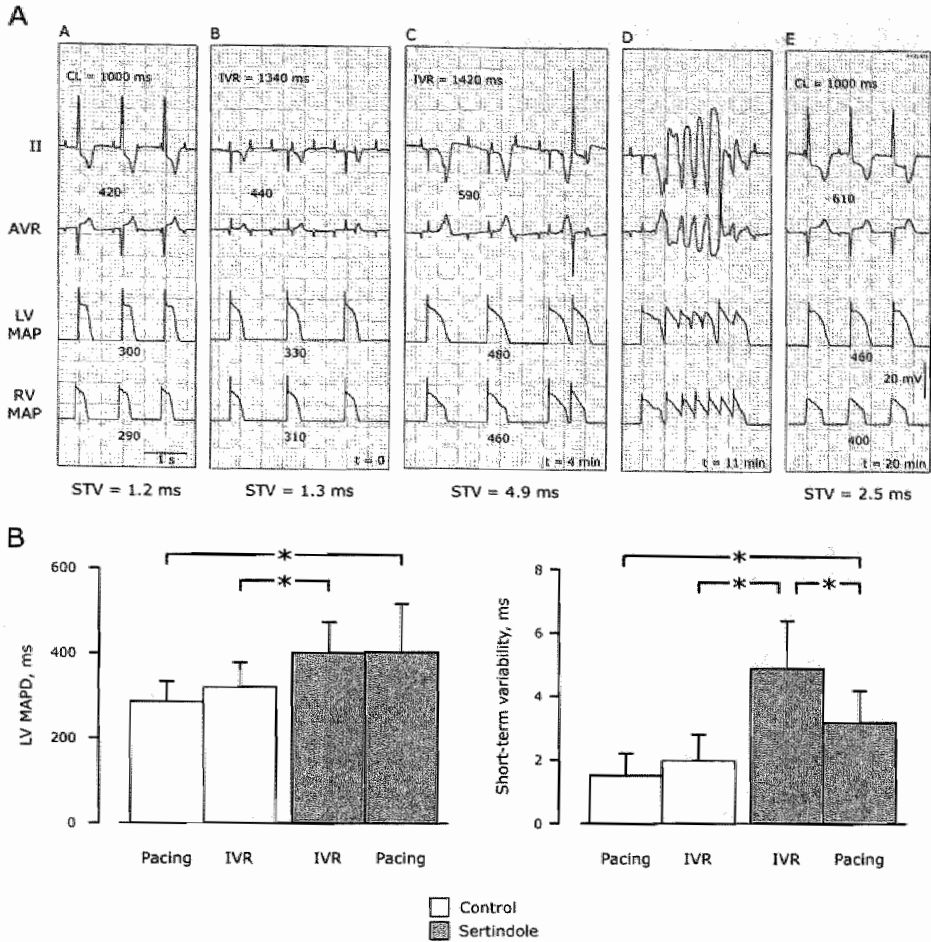 A
A
B
C
D
E
CL = 1000 ms
IVR = 1340 ms
IVR = 1420 ms
CL = 1000 ms
II
420
440
590
610
AVR
LV MAP
300
330
480
460
20 mV
RV MAP
290
310
460
400
1 s
t = 0
t = 4 min
t = 11 min
t = 20 min
STV = 1.2 ms
STV = 1.3 ms
STV = 4.9 ms
STV = 2.5 ms
B
600
400
200
0
LV MAPD, ms
*
*
Pacing
IVR
IVR
Pacing
8
6
4
2
0
Short-term variability, ms
*
*
*
Pacing
IVR
IVR
Pacing
Control
Sertindole